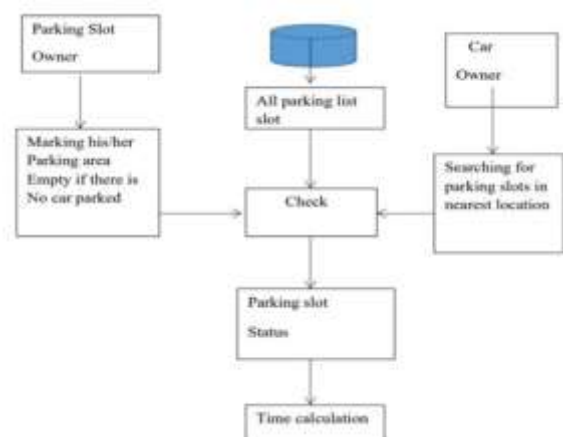 Parking Slot
Owner
Car
Owner
All parking list
slot
Marking his/her
Parking area
Empty if there is
No car parked
Searching for
parking slots in
nearest location
Check
Parking slot
Status
Time calculation